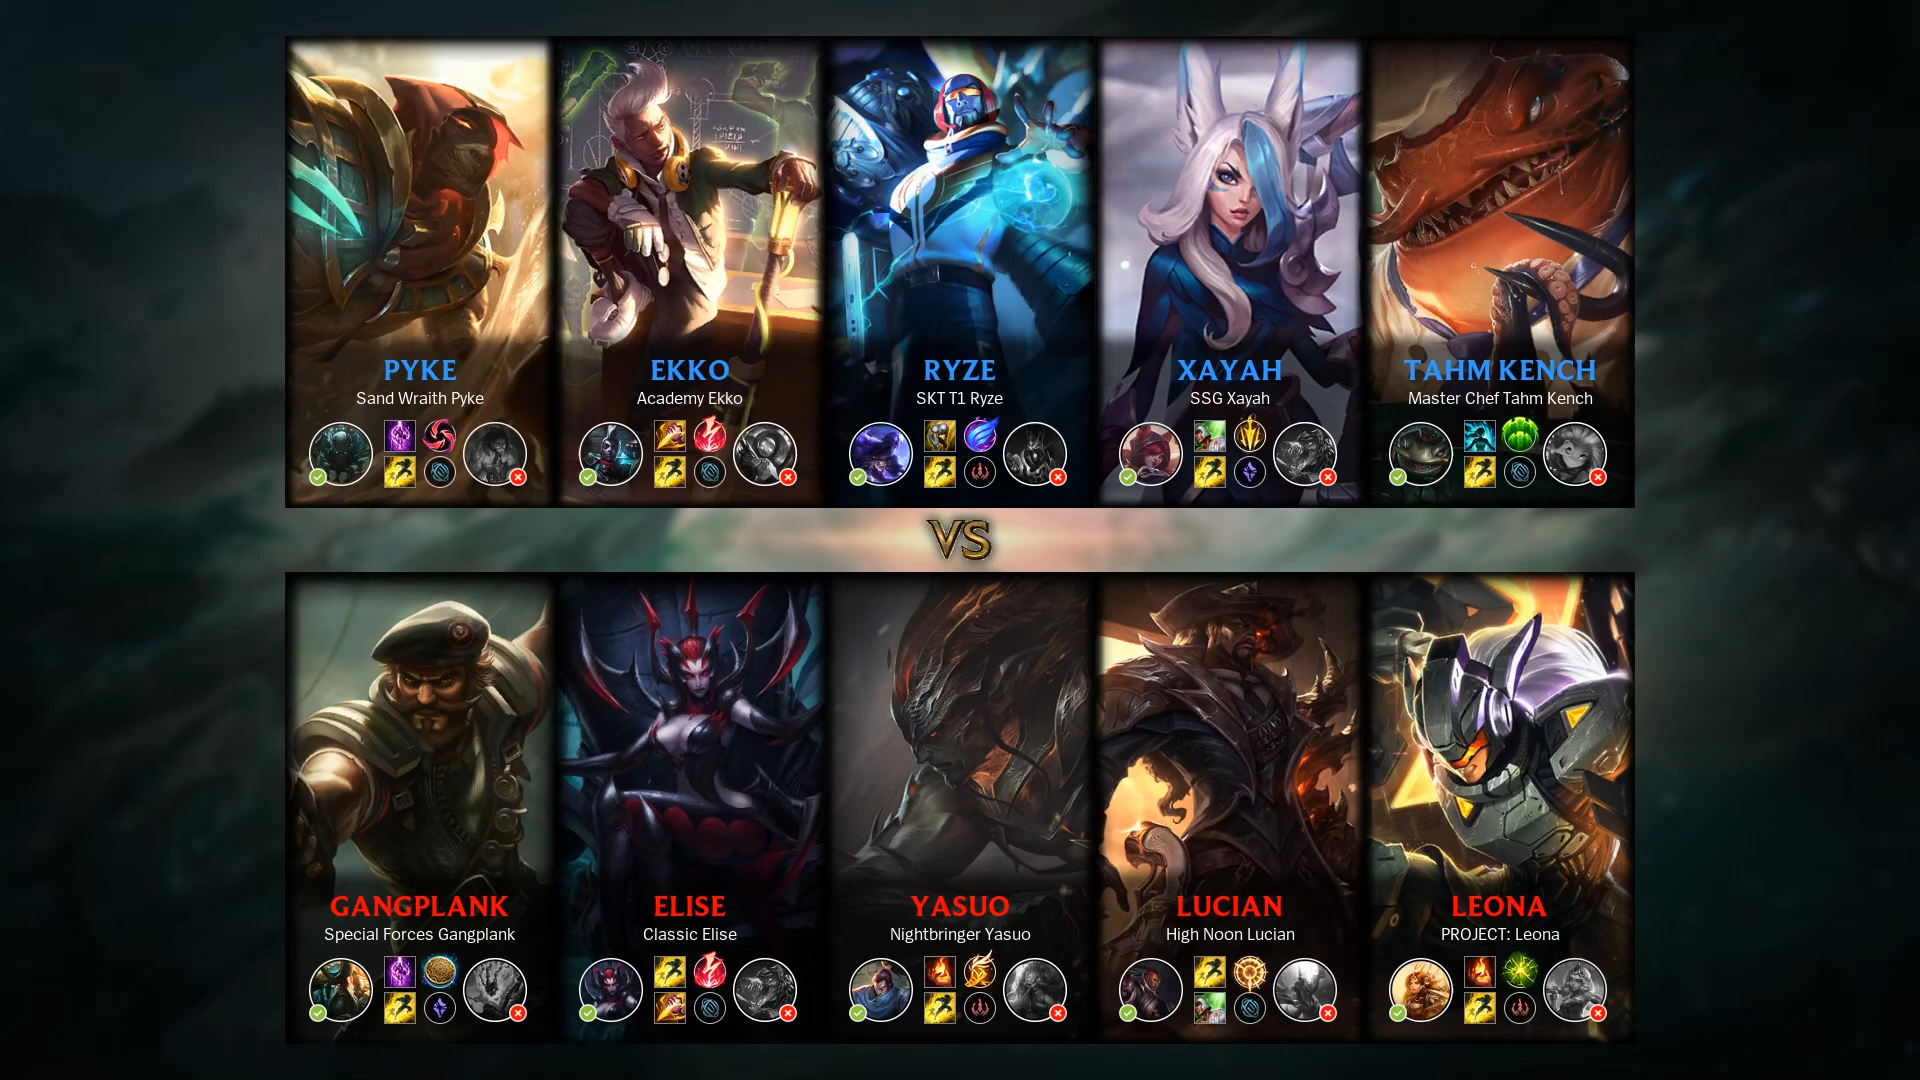 PYKE
Sand Wraith Pyke
EKKO
Academy Ekko
RYZE
SKT T1 Ryze
XAYAH
SSG Xayah
TAHM KENCH
Master Chef Tahm Kench
VS
GANGPLANK
Special Forces Gangplank
ELISE
Classic Elise
YASUO
Nightbringer Yasuo
LUCIAN
High Noon Lucian
LEONA
PROJECT: Leona